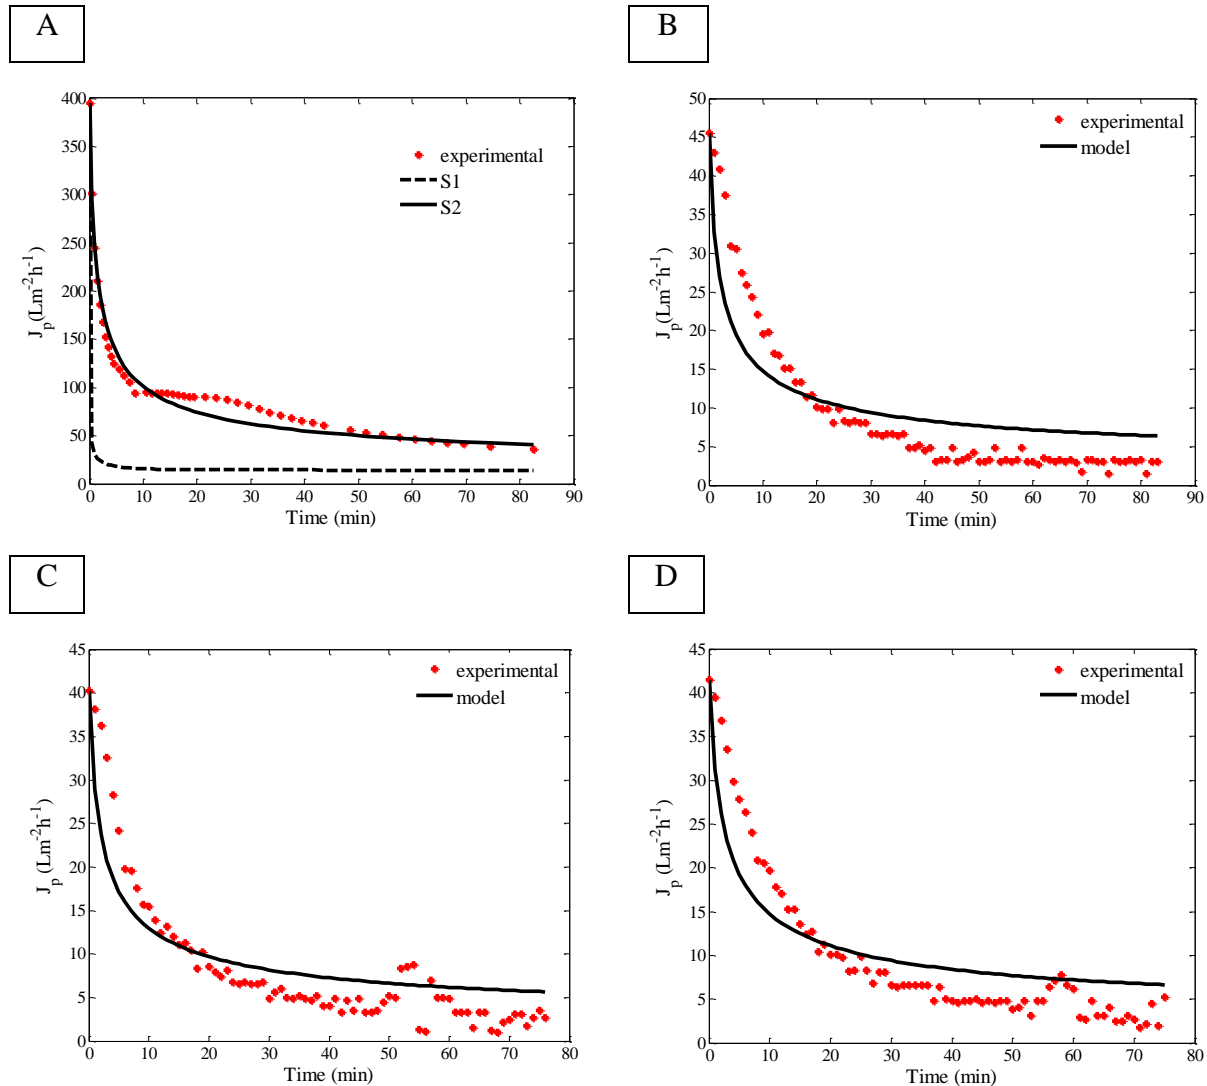 A
B
400
350
300
250
200
150
100
50
0
J_p(Lm^-2h^-1)
experimental
S1
S2
0 10 20 30 40 50 60 70 80 90
Time (min)
50
45
40
35
30
25
20
15
10
5
0
J_p (Lm^-2h^-1)
experimental
model
0 10 20 30 40 50 60 70 80 90
Time (min)
C
D
45
40
35
30
25
20
15
10
5
0
J_p (Lm^-2h^-1)
experimental
model
0 10 20 30 40 50 60 70 80
Time (min)
45
40
35
30
25
20
15
10
5
0
J_p (Lm^-2h^-1)
experimental
model
0 10 20 30 40 50 60 70 80
Time (min)